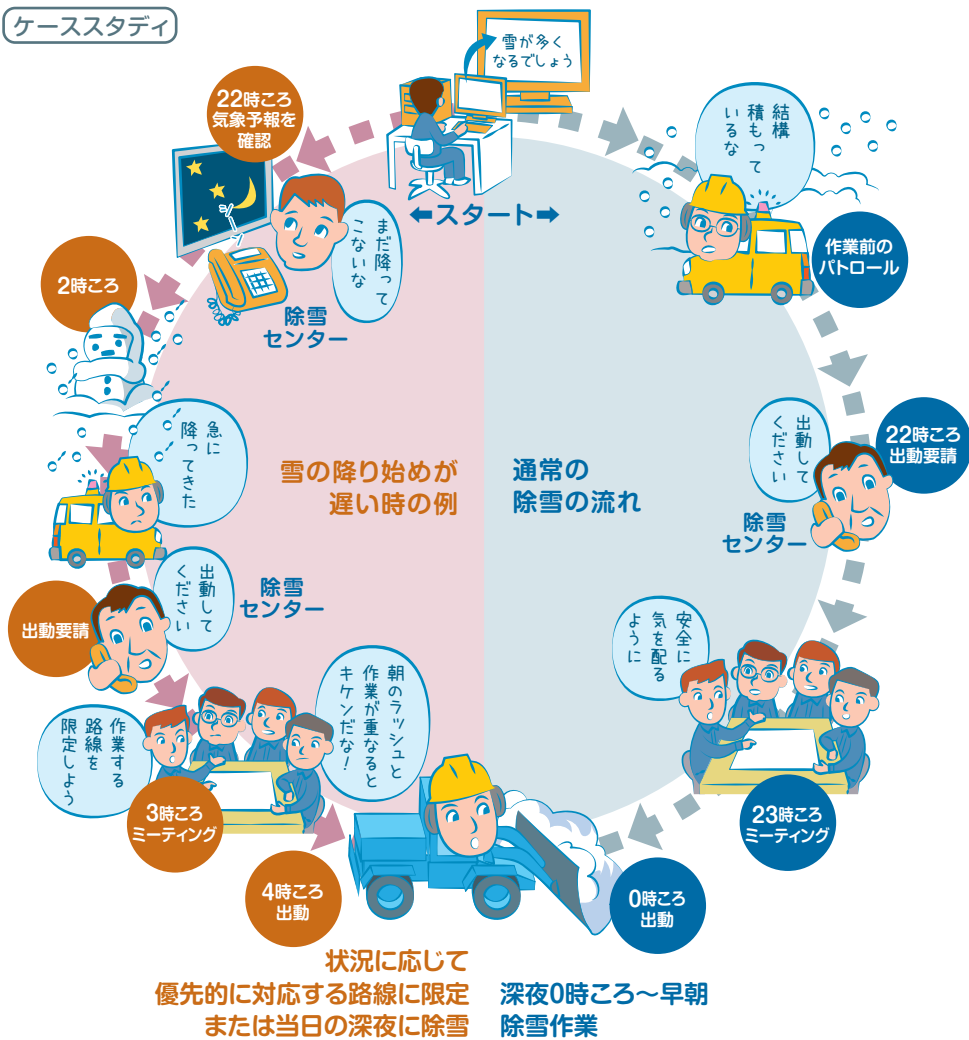 ケーススタディ
雪が多く
なるでしょう
⬅スタート➡
通常の
除雪の流れ
結構
積もって
いるな
作業前の
パトロール
出動して
ください
22時ころ
出動要請
除雪
センター
安全に
気を配る
ように
23時ころ
ミーティング
0時ころ
出動
深夜0時ころ～早朝
除雪作業
雪の降り始めが
遅い時の例
22時ころ
気象予報を
確認
まだ降って
こないな
除雪
センター
2時ころ
急に
降ってきた
出動して
ください
除雪
センター
出動要請
作業する
路線を
限定しよう
朝のラッシュと
作業が重なると
キケンだな！
3時ころ
ミーティング
4時ころ
出動
状況に応じて
優先的に対応する路線に限定
または当日の深夜に除雪